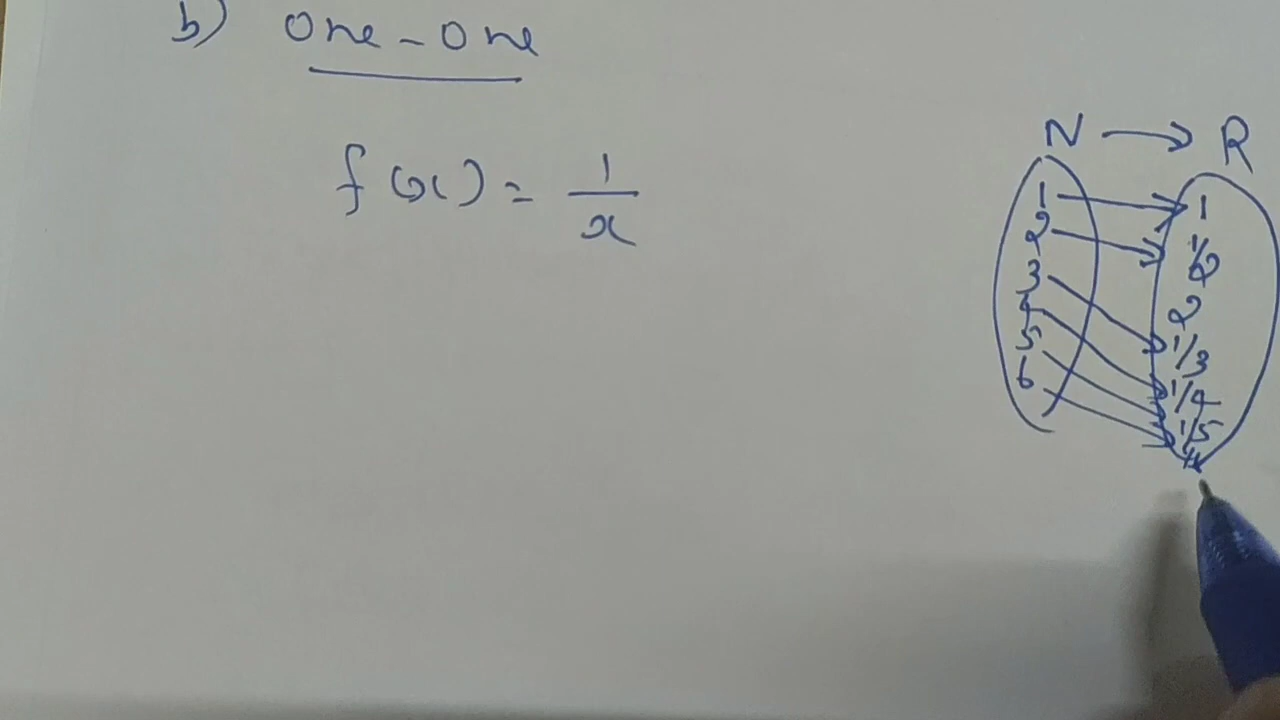 b) One - One
f(x) = 1/x
N → R
1 1
2 1/2
3 2
4 1/3
5 1/4
6 1/5